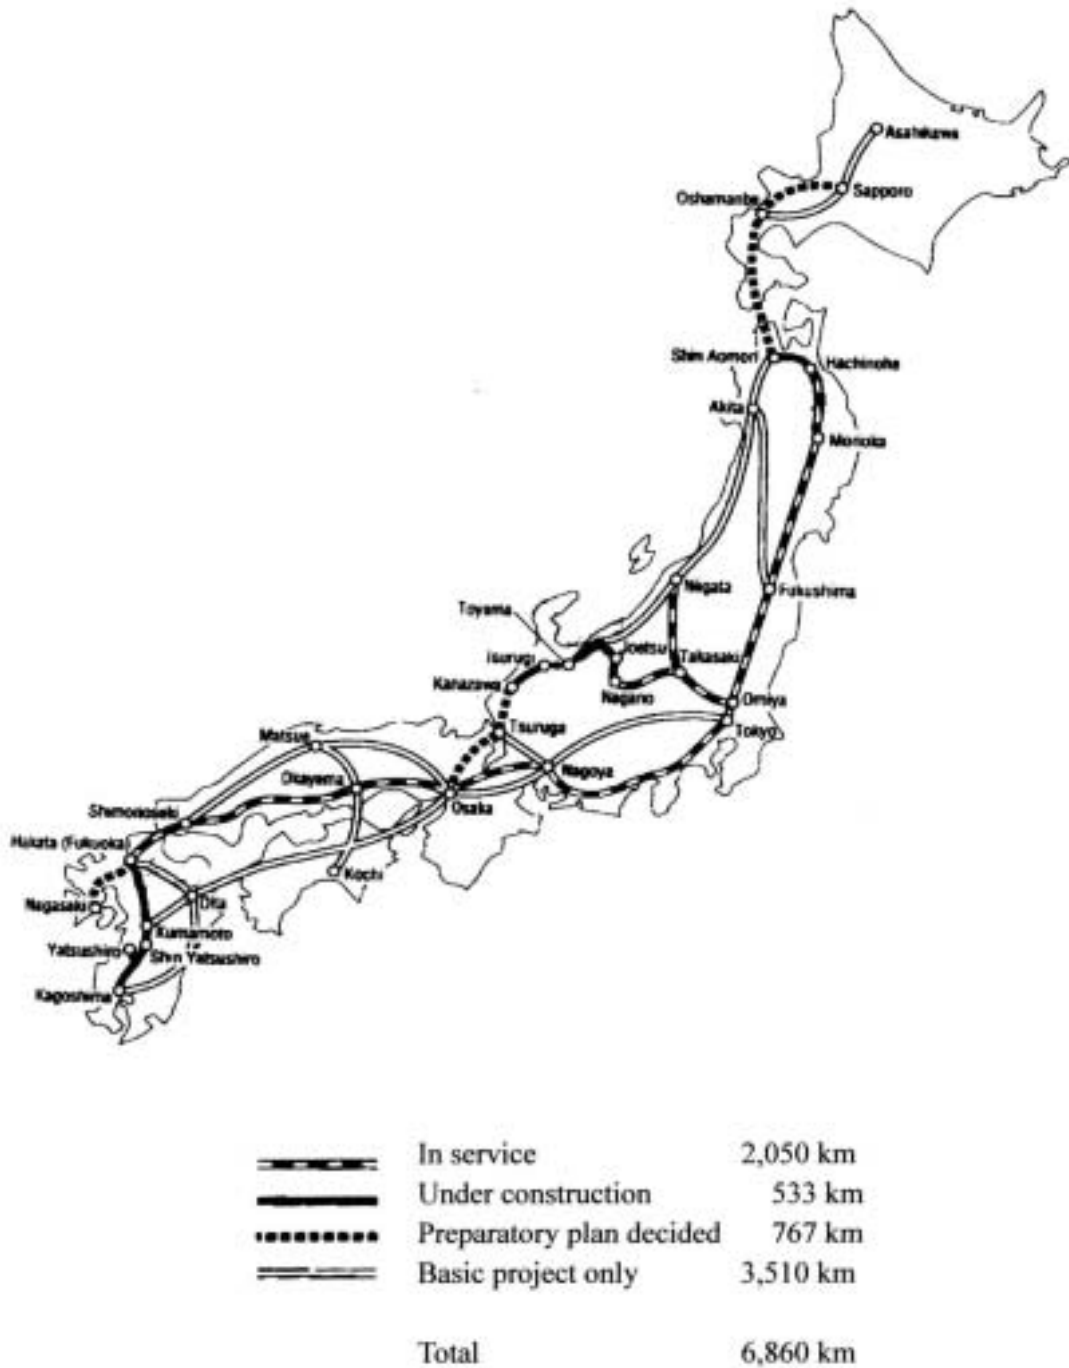 Asahikawa
Sapporo
Oshamanbe
Shin Aomori
Hachinohe
Akita
Morioka
Niigata
Fukushima
Toyama
Joetsu
Takasaki
Isurugi
Nagano
Kanazawa
Omiya
Tokyo
Tsuruga
Matsue
Nagoya
Okayama
Osaka
Shimonoseki
Hakata (Fukuoka)
Kochi
Nagasaki
Oita
Kumamoto
Yatsushiro
Shin Yatsushiro
Kagoshima
In service 2,050 km
Under construction 533 km
Preparatory plan decided 767 km
Basic project only 3,510 km
Total 6,860 km